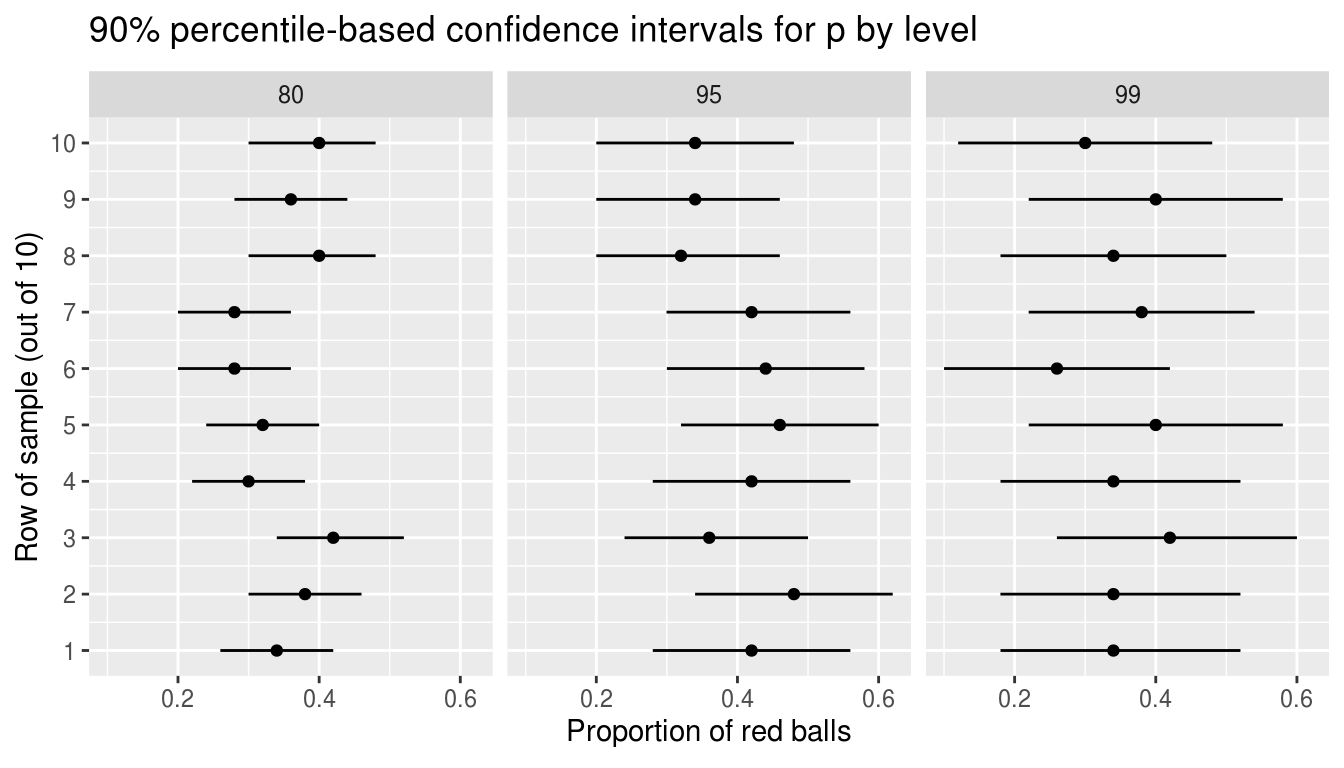 90% percentile-based confidence intervals for p by level
80 95 99
Row of sample (out of 10)
10
9
8
7
6
5
4
3
2
1
0.2 0.4 0.6 0.2 0.4 0.6 0.2 0.4 0.6
Proportion of red balls